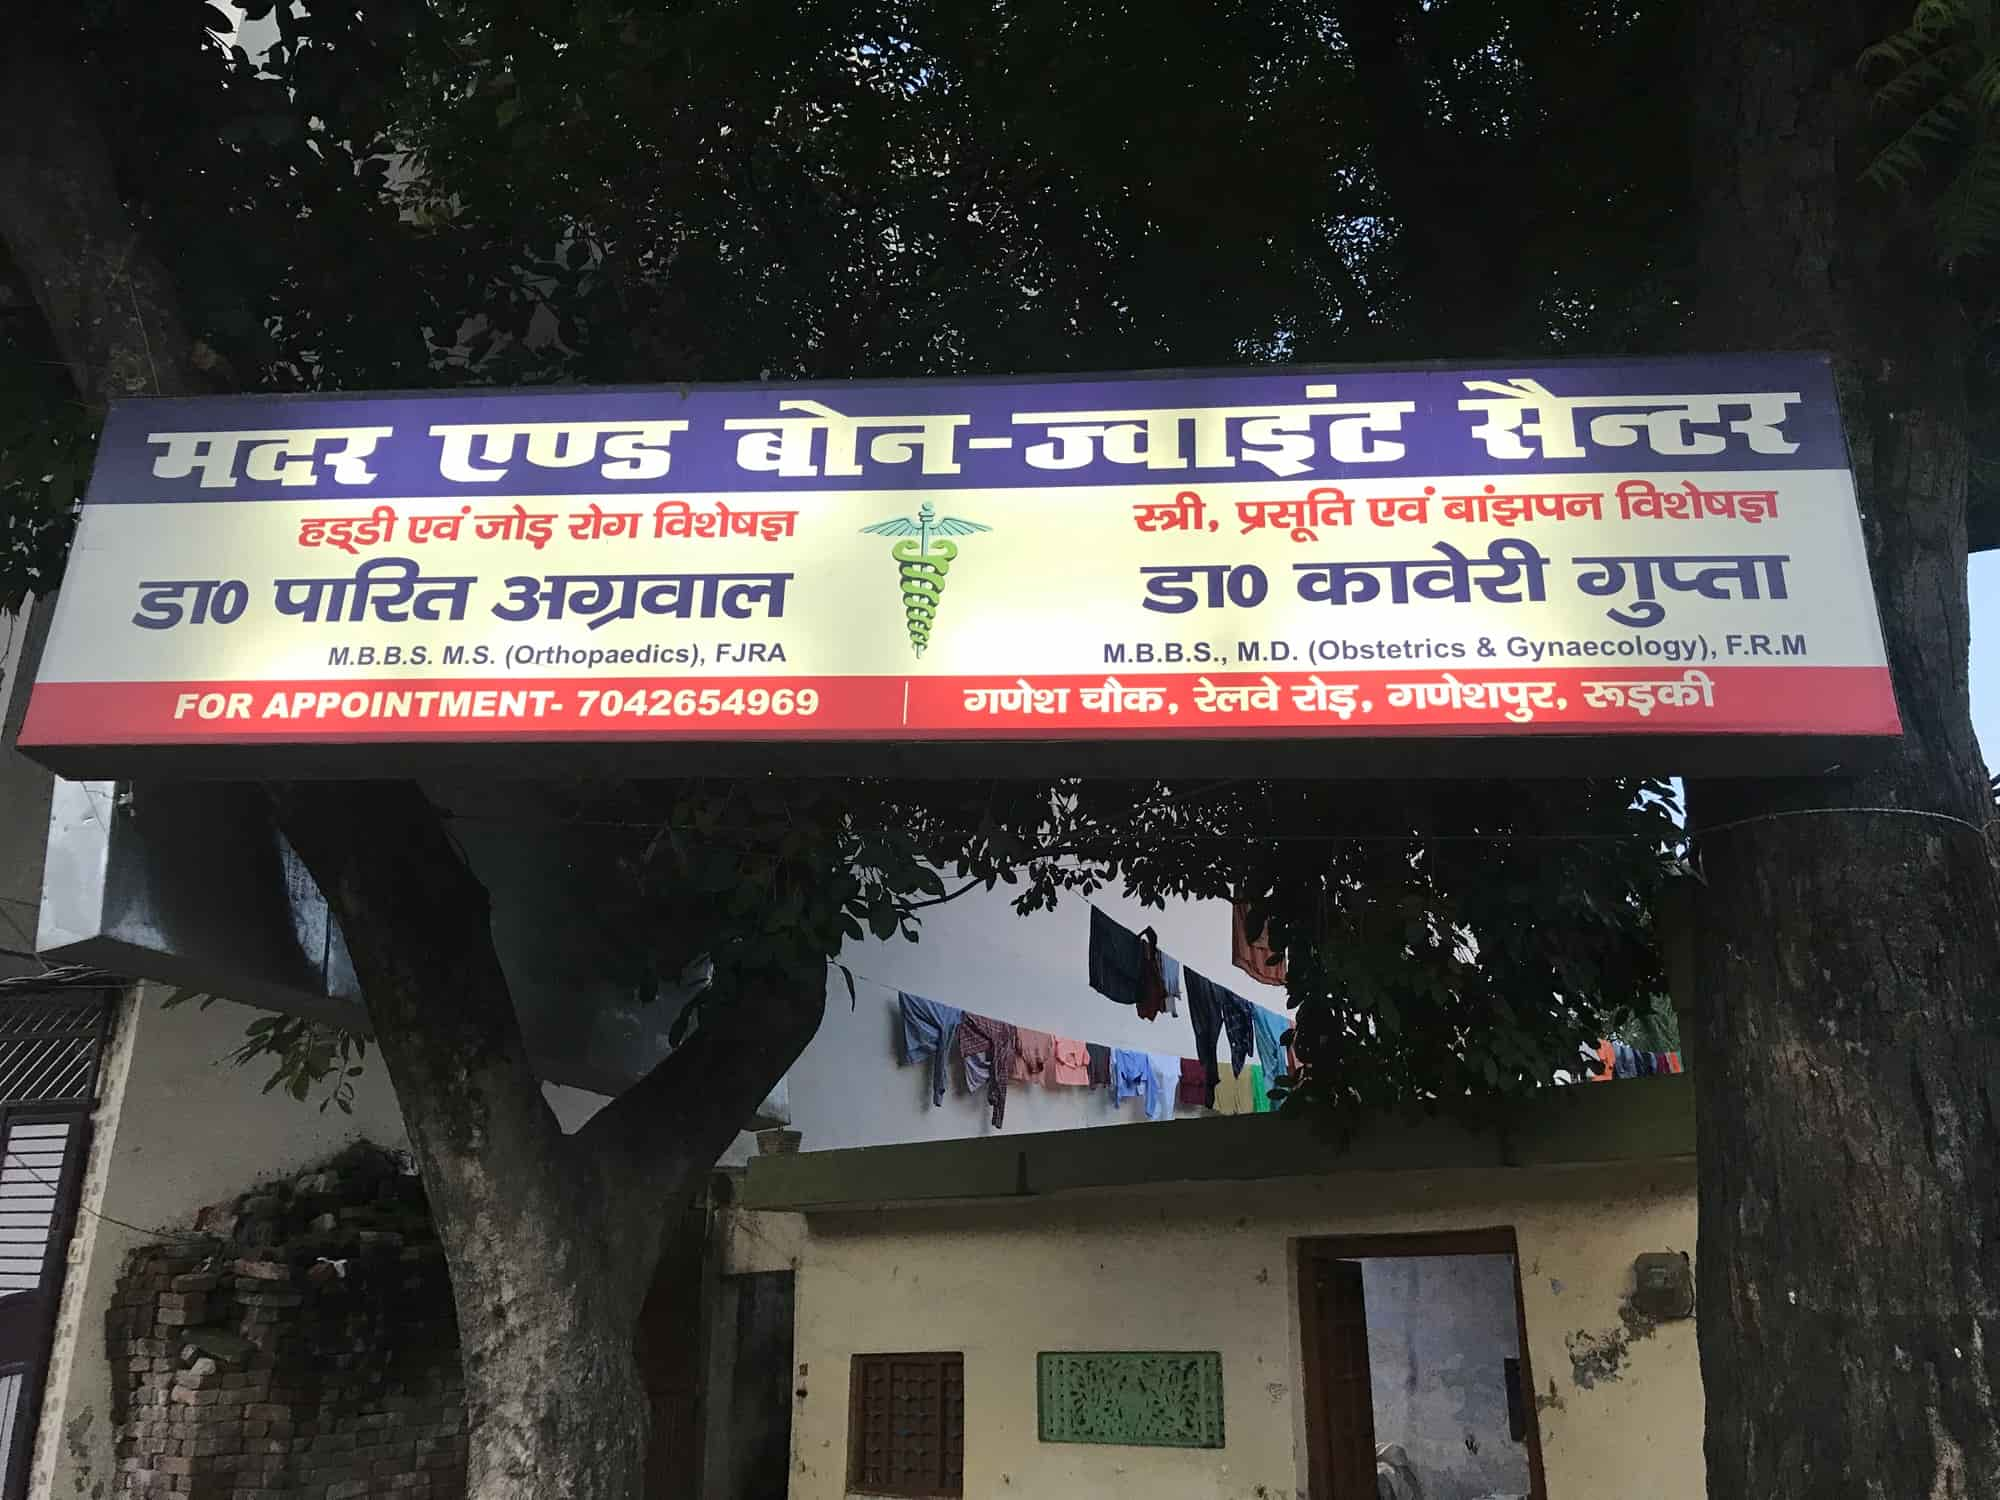 मदर एण्ड बोन-ज्वाइंट सैन्टर
हड्डी एवं जोड़ रोग विशेषज्ञ
डा0 पारित अग्रवाल
M.B.B.S. M.S. (Orthopaedics), FJRA
स्त्री, प्रसूति एवं बांझपन विशेषज्ञ
डा0 कावेरी गुप्ता
M.B.B.S., M.D. (Obstetrics & Gynaecology), F.R.M
FOR APPOINTMENT- 7042654969
गणेश चौक, रेलवे रोड़, गणेशपुर, रूड़की